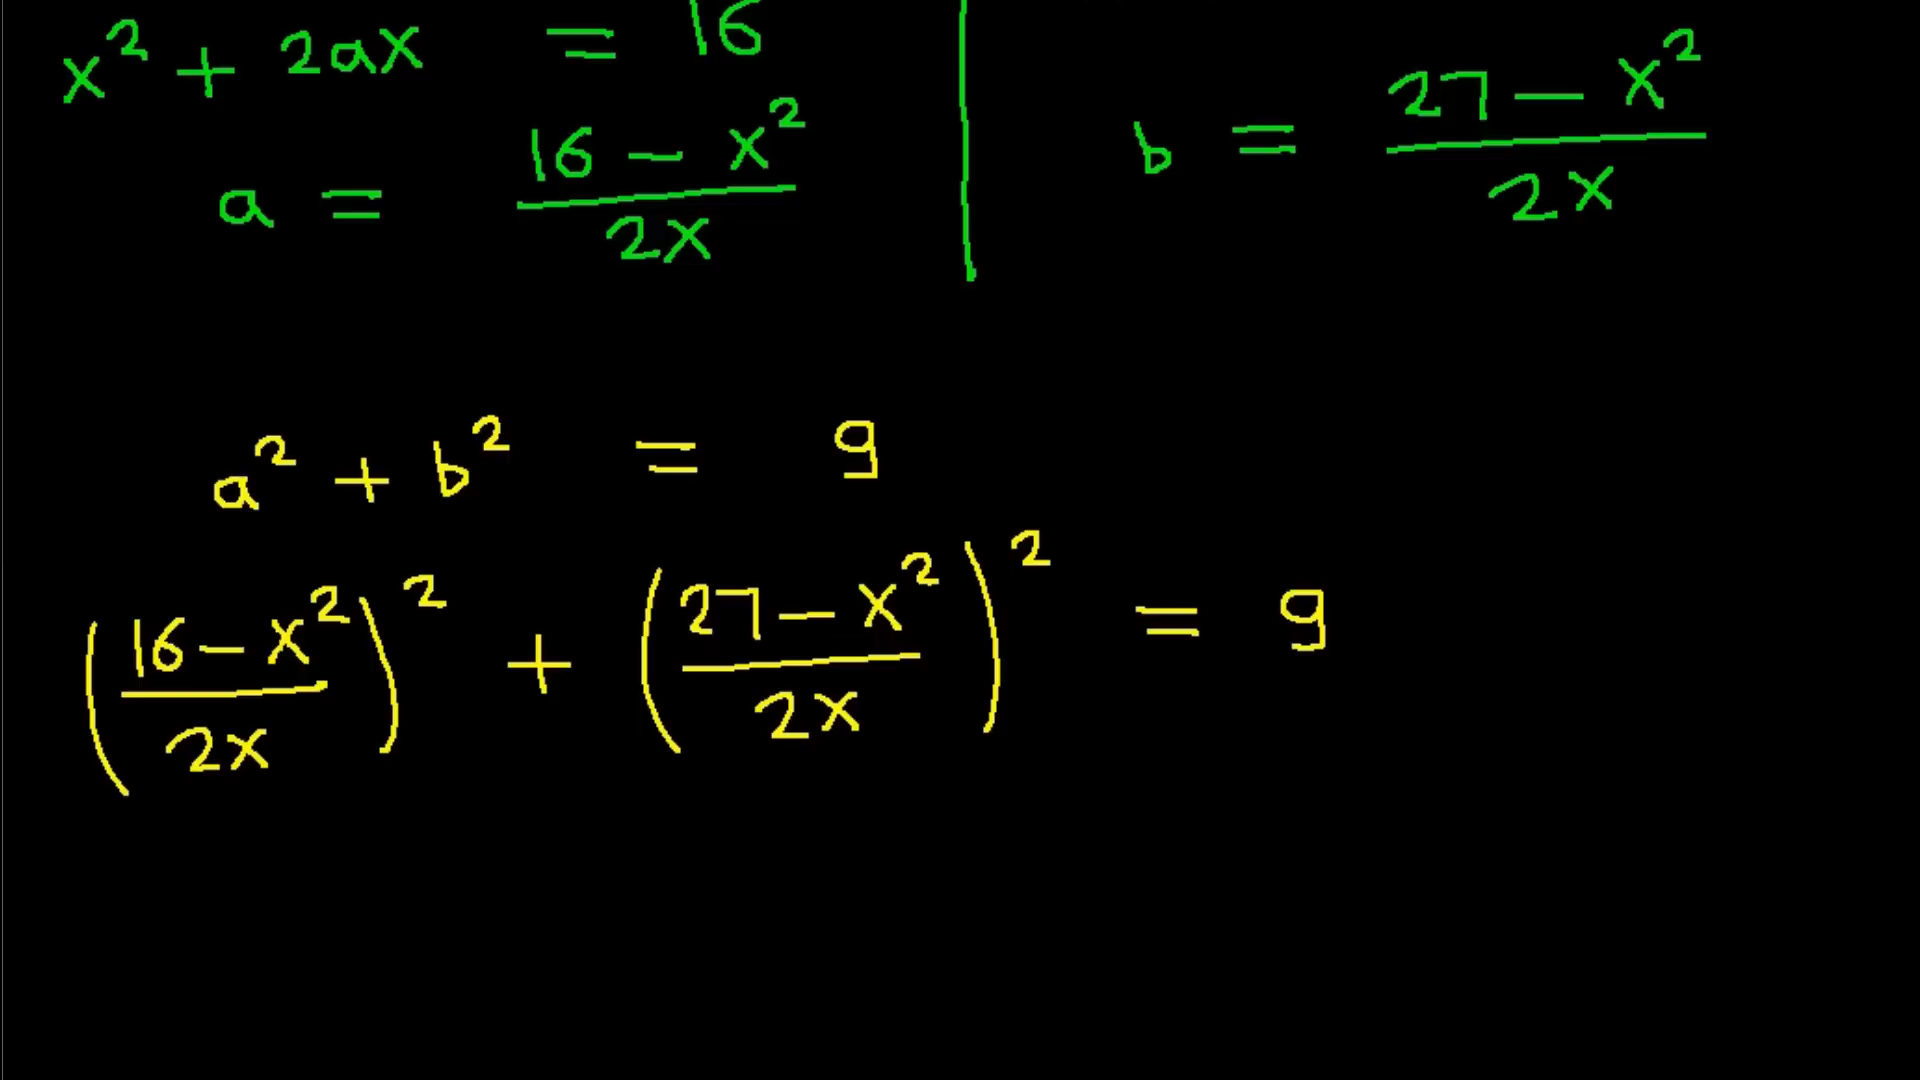 x² + 2ax = 16
a = (16 − x²)/(2x)
b = (27 − x²)/(2x)
a² + b² = 9
((16 − x²)/(2x))² + ((27 − x²)/(2x))² = 9